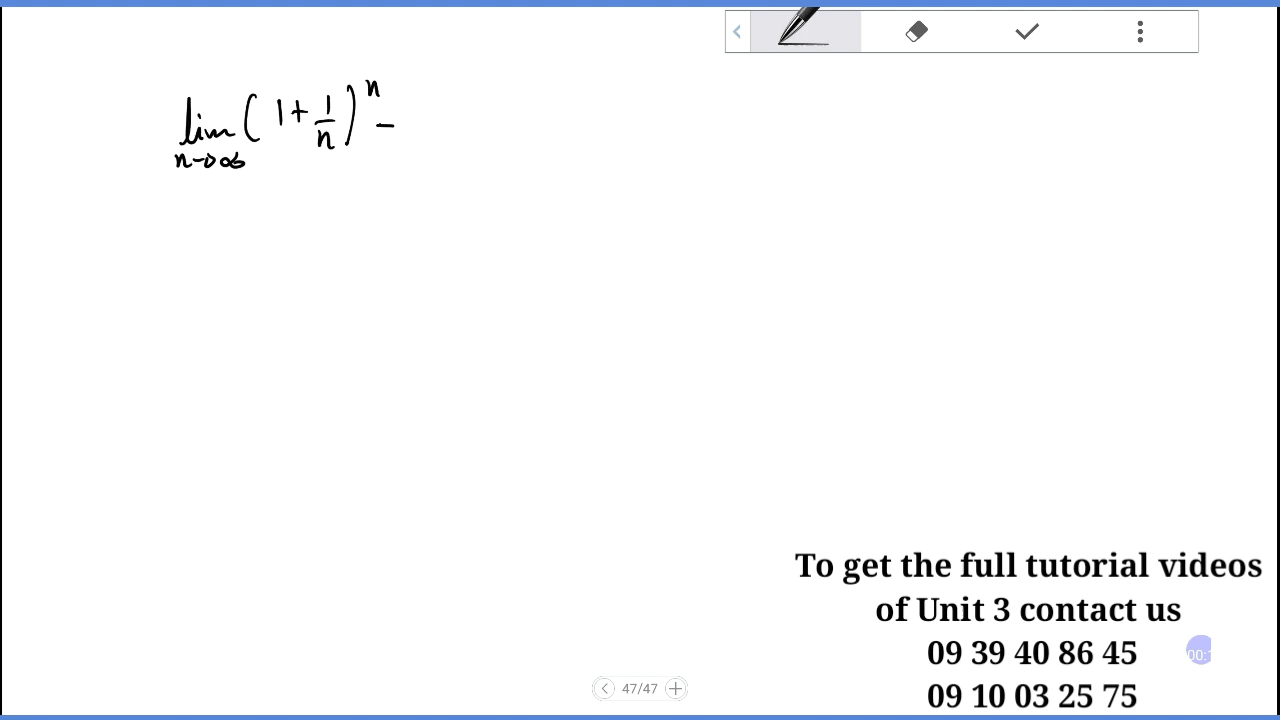 lim (1 + 1/n)^n =
n→∞
To get the full tutorial videos
of Unit 3 contact us
09 39 40 86 45
09 10 03 25 75
47/47